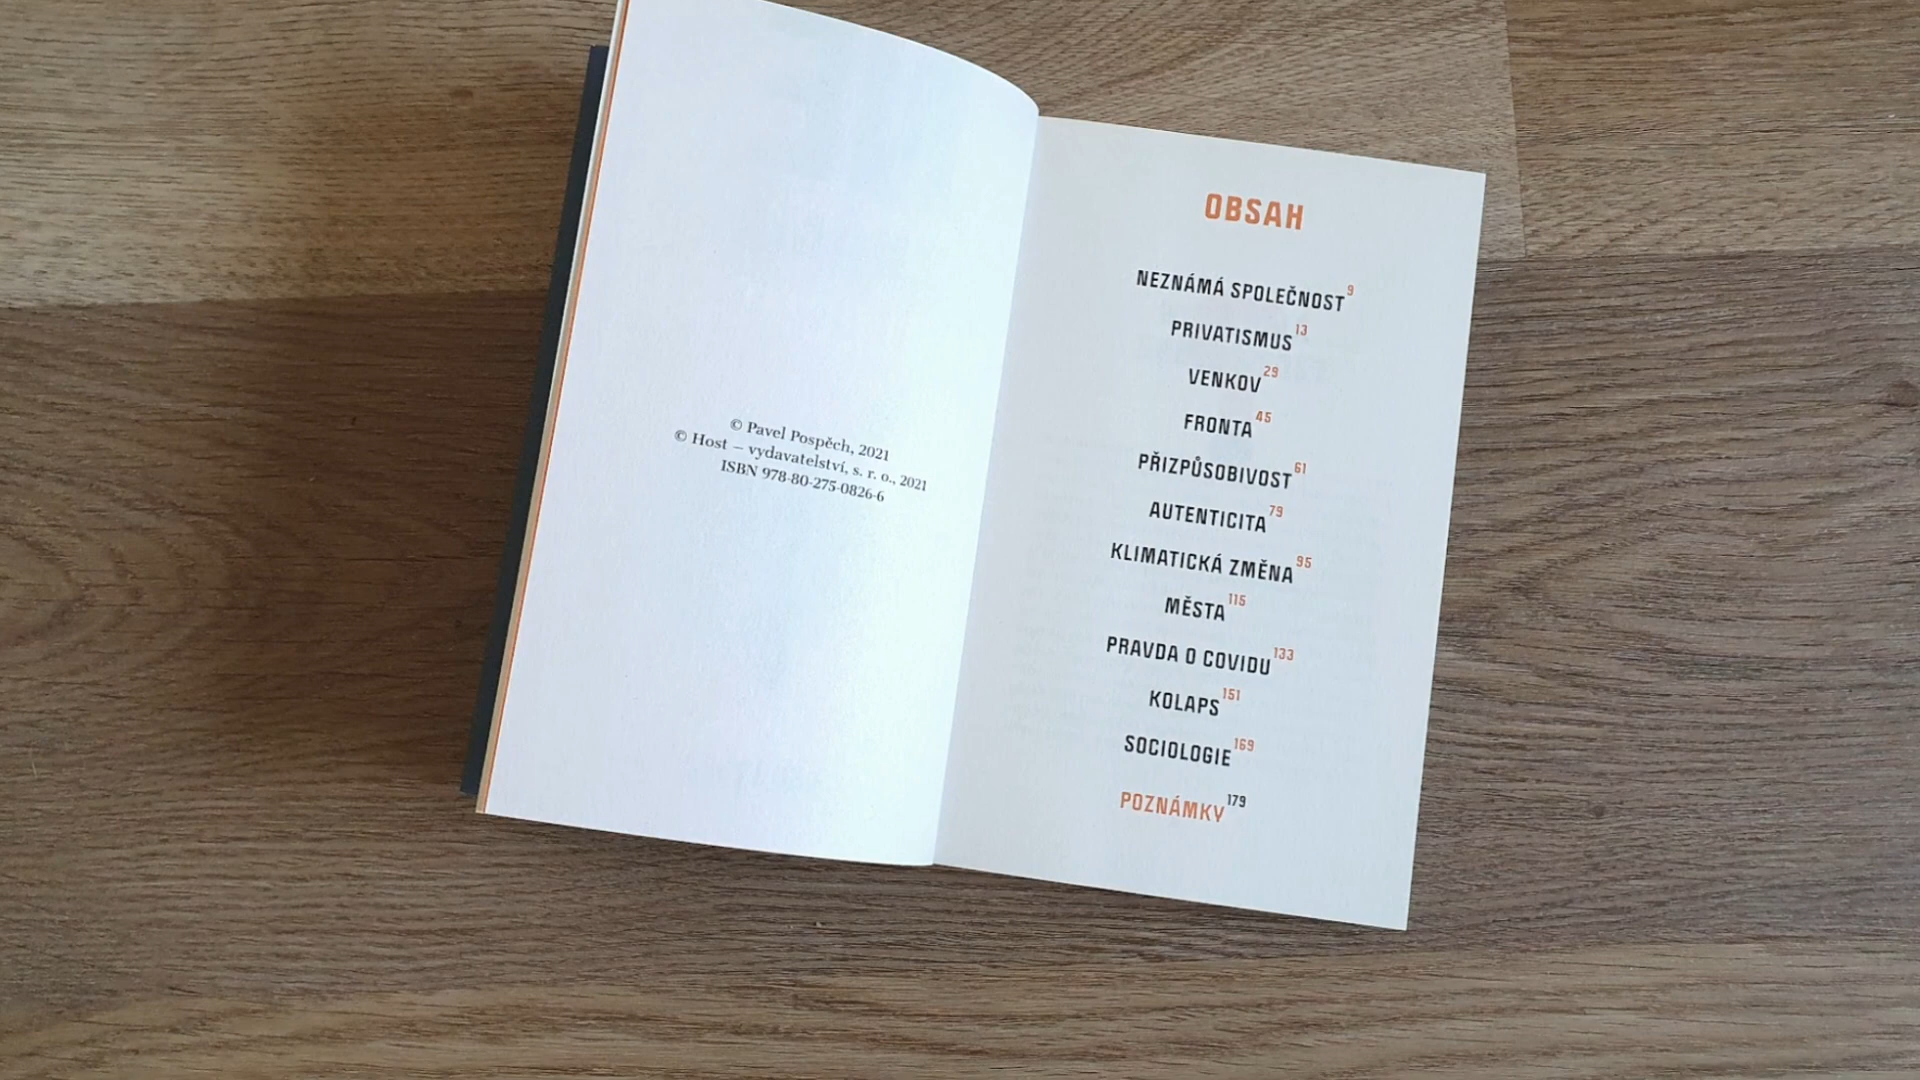 © Pavel Pospěch, 2021
© Host – vydavatelství, s. r. o., 2021
ISBN 978-80-275-0826-6
OBSAH
NEZNÁMÁ SPOLEČNOST 9
PRIVATISMUS 13
VENKOV 29
FRONTA 45
PŘIZPŮSOBIVOST 61
AUTENTICITA 79
KLIMATICKÁ ZMĚNA 95
MĚSTA 115
PRAVDA O COVIDU 133
KOLAPS 151
SOCIOLOGIE 169
POZNÁMKY 179